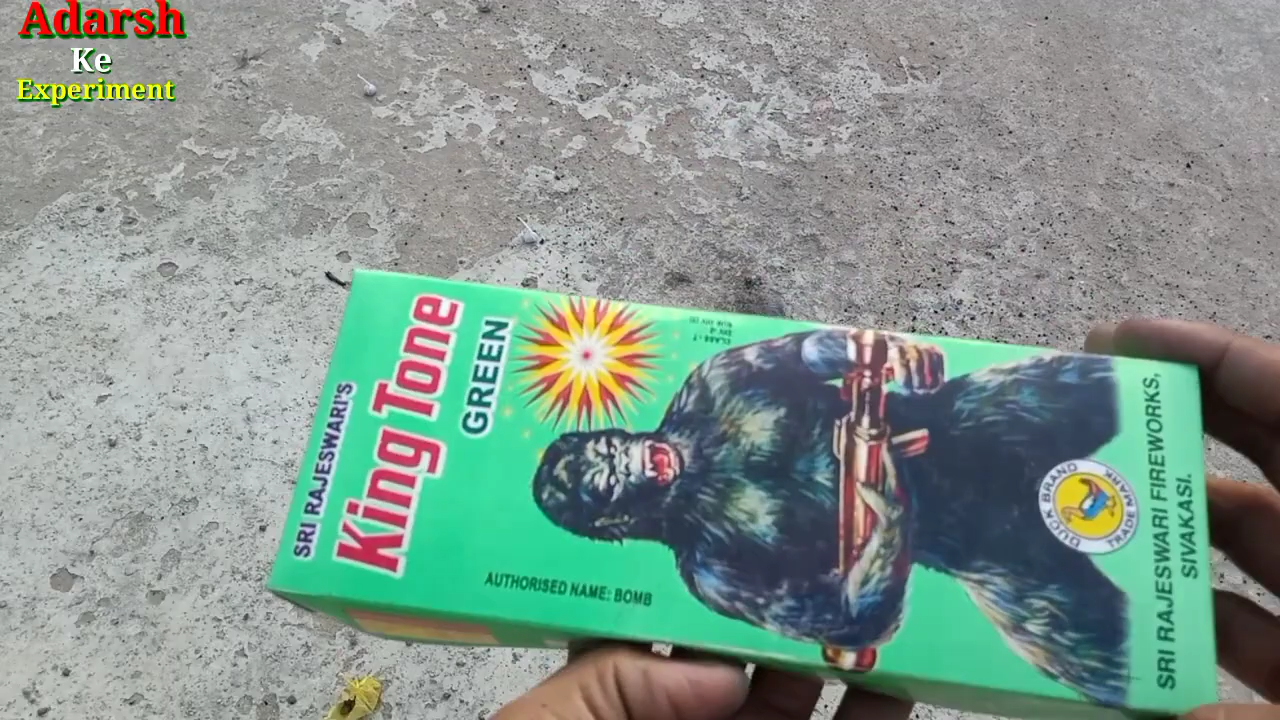 Adarsh
Ke
Experiment
SRI RAJESWARI'S
King Tone
GREEN
AUTHORISED NAME: BOMB
DUCK BRAND
TRADE MARK
SRI RAJESWARI FIREWORKS,
SIVAKASI.